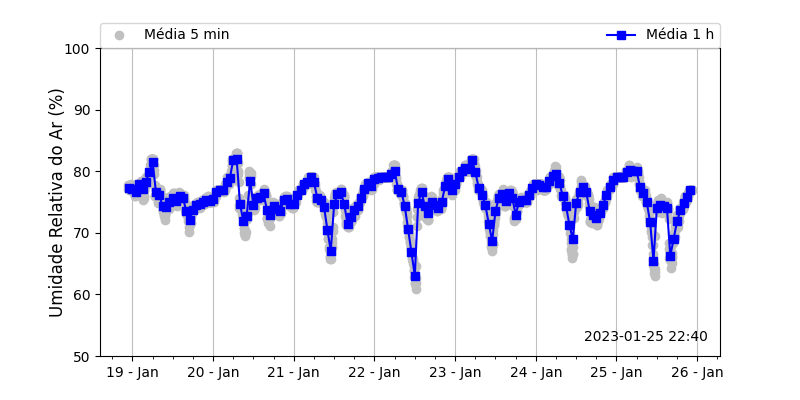 Média 5 min
Média 1 h
Umidade Relativa do Ar (%)
100
90
80
70
60
50
2023-01-25 22:40
19 - Jan
20 - Jan
21 - Jan
22 - Jan
23 - Jan
24 - Jan
25 - Jan
26 - Jan